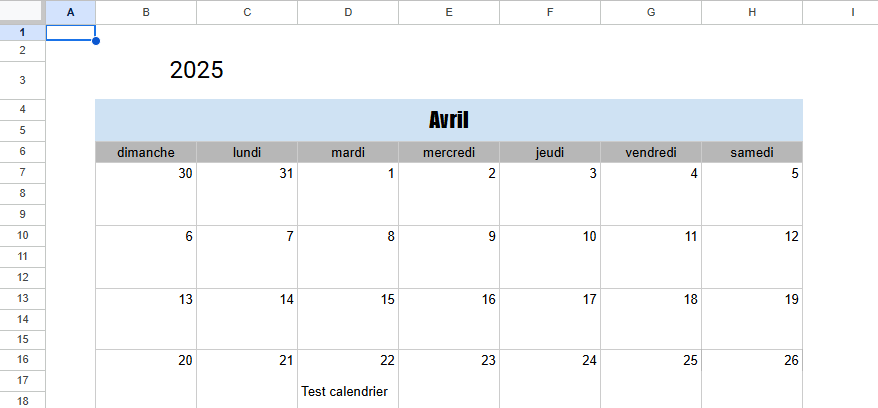 A B C D E F G H I
1
2
3 2025
4
Avril
5
6 dimanche lundi mardi mercredi jeudi vendredi samedi
7 30 31 1 2 3 4 5
8
9
10 6 7 8 9 10 11 12
11
12
13 13 14 15 16 17 18 19
14
15
16 20 21 22 23 24 25 26
17
Test calendrier
18